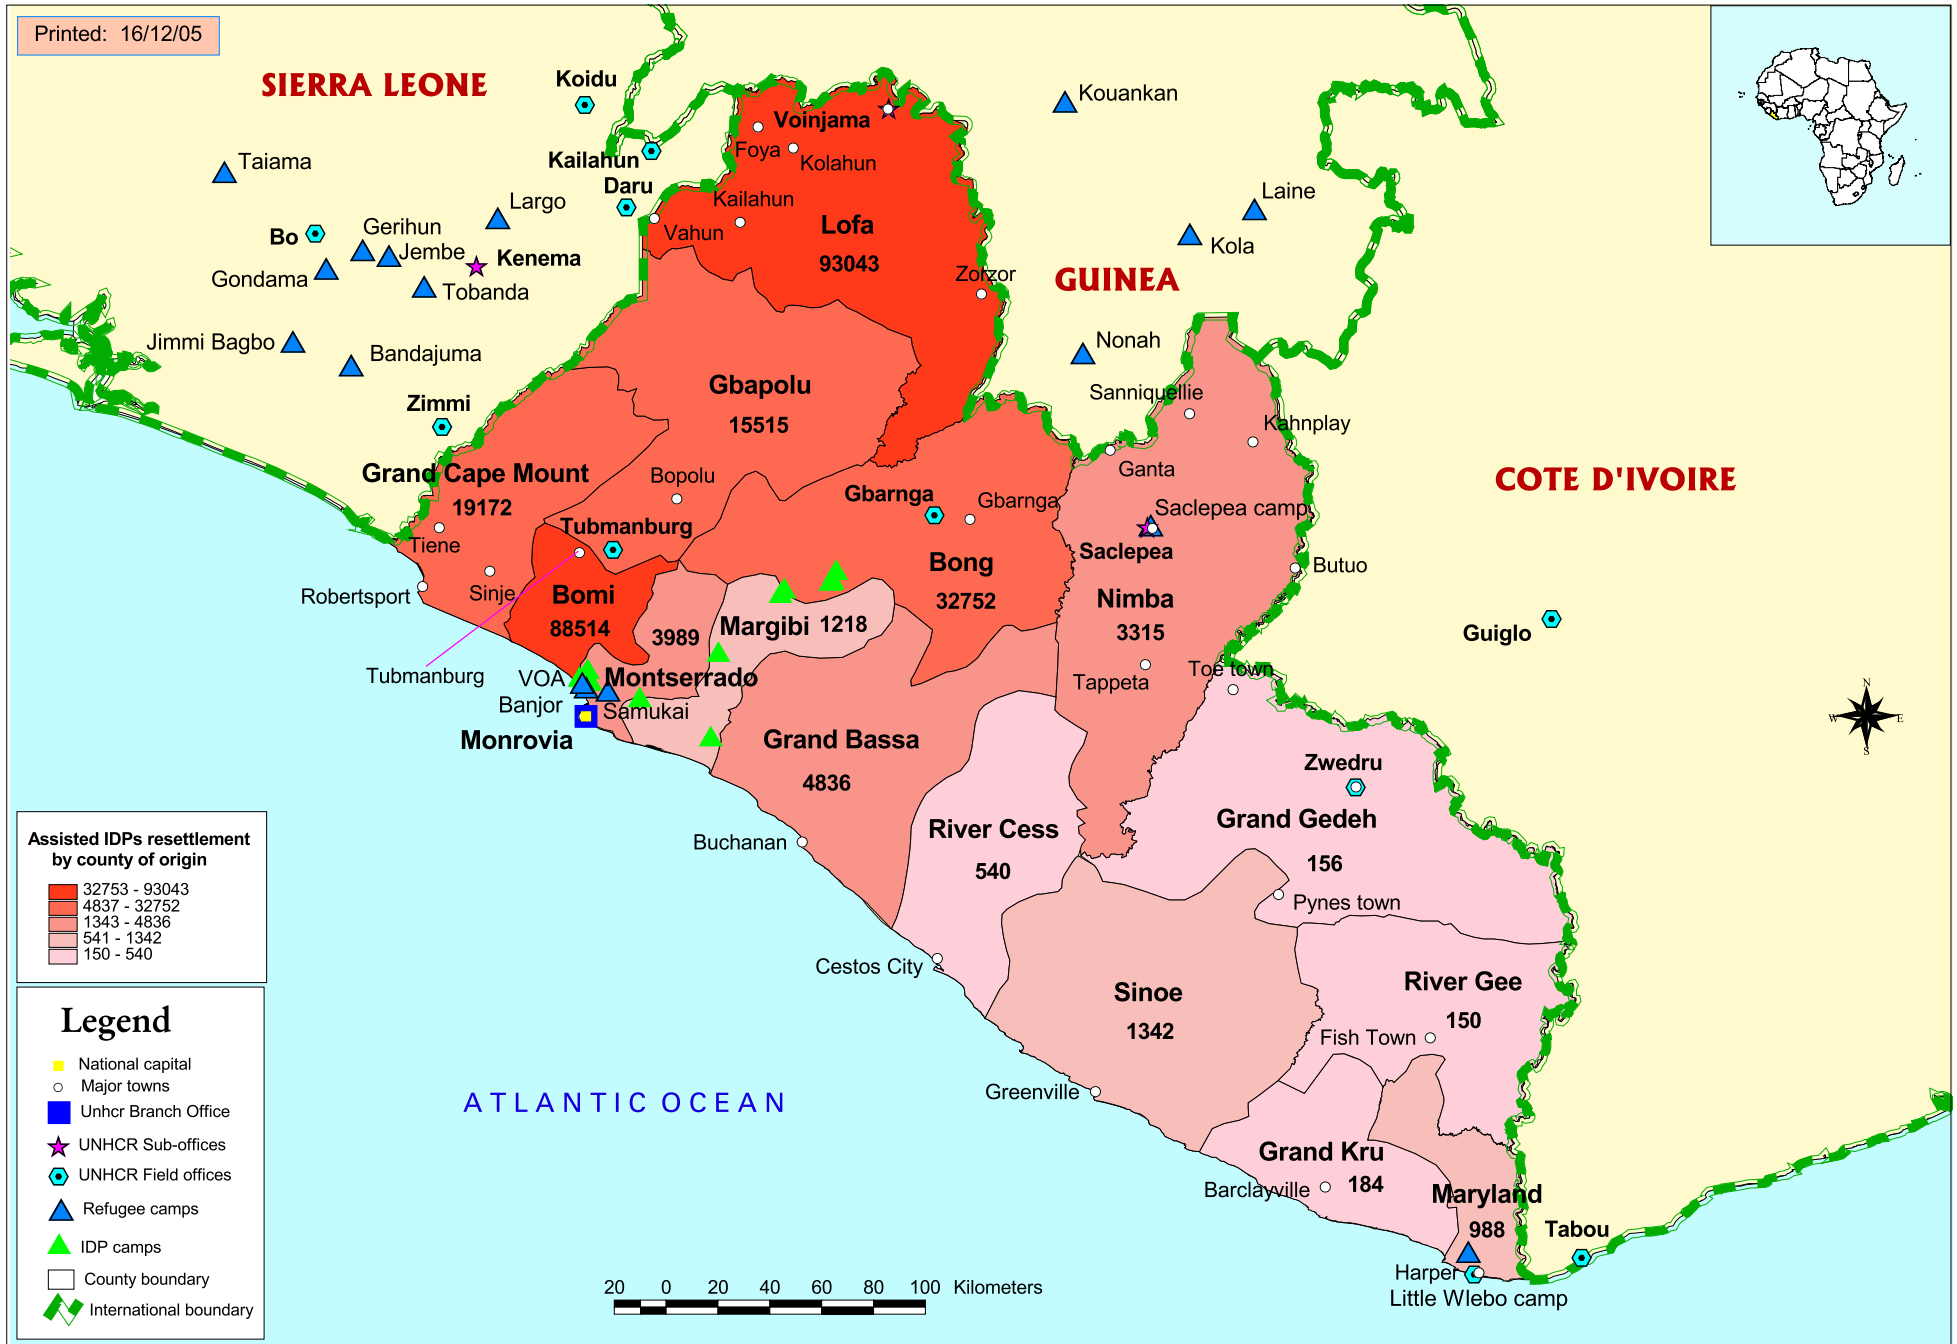 Printed: 16/12/05
SIERRA LEONE
Koidu
Kouankan
Voinjama
Foya
Kolahun
Kailahun
Daru
Taiama
Largo
Kailahun
Laine
Gerihun
Bo
Jembe
Kenema
Vahun
Lofa
93043
Kola
Gondama
Tobanda
Zorzor
GUINEA
Jimmi Bagbo
Bandajuma
Nonah
Gbapolu
15515
Sanniquellie
Zimmi
Kahnplay
Grand Cape Mount
19172
Bopolu
Ganta
COTE D'IVOIRE
Gbarnga
Gbarnga
Saclepea camp
Tubmanburg
Tiene
Saclepea
Bong
32752
Butuo
Robertsport
Sinje
Bomi
88514
Nimba
3315
3989
Margibi 1218
Guiglo
Tubmanburg
VOA
Montserrado
Toe town
Tappeta
Banjor
Samukai
Monrovia
Grand Bassa
4836
N
W
E
S
Zwedru
Grand Gedeh
156
Buchanan
River Cess
540
Pynes town
Cestos City
Sinoe
1342
River Gee
150
Fish Town
Greenville
ATLANTIC OCEAN
Grand Kru
184
Barclayville
Maryland
988
Tabou
Harper
Little Wlebo camp
Assisted IDPs resettlement
by county of origin
32753 - 93043
4837 - 32752
1343 - 4836
541 - 1342
150 - 540
Legend
National capital
Major towns
Unhcr Branch Office
UNHCR Sub-offices
UNHCR Field offices
Refugee camps
IDP camps
County boundary
International boundary
20 0 20 40 60 80 100 Kilometers